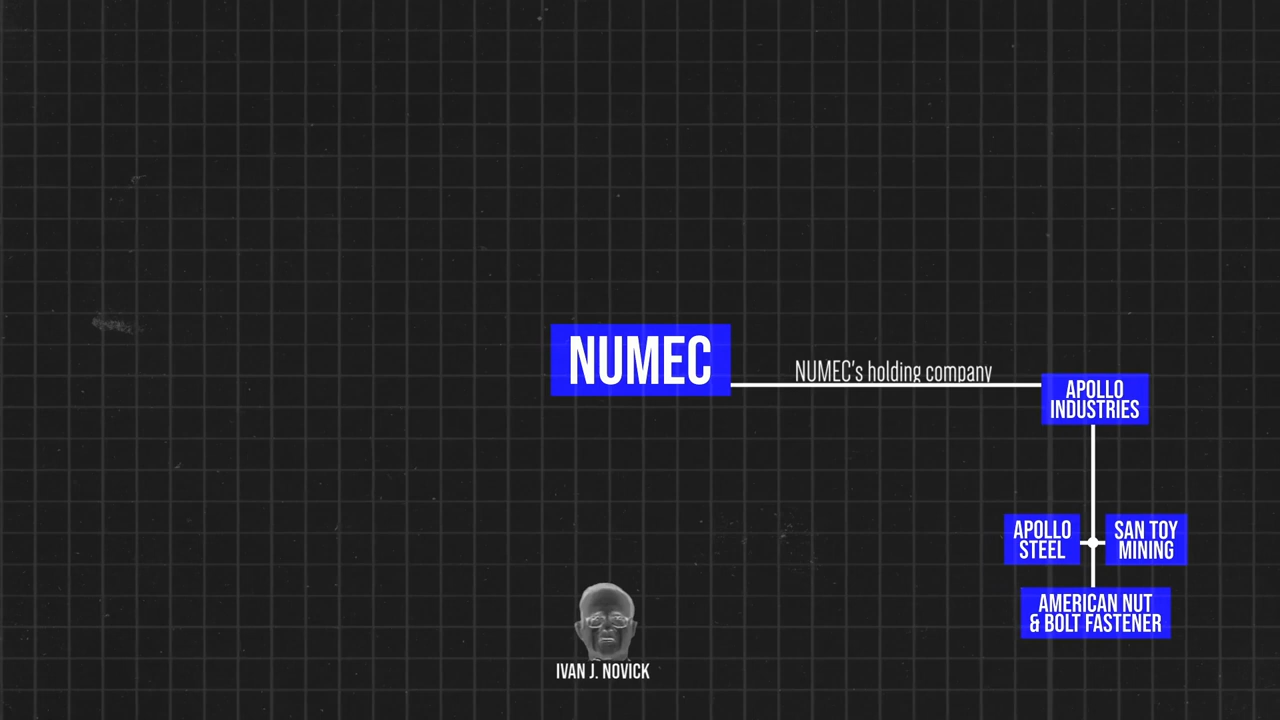 NUMEC
NUMEC's holding company
APOLLO
INDUSTRIES
APOLLO
STEEL
SAN TOY
MINING
AMERICAN NUT
& BOLT FASTENER
IVAN J. NOVICK